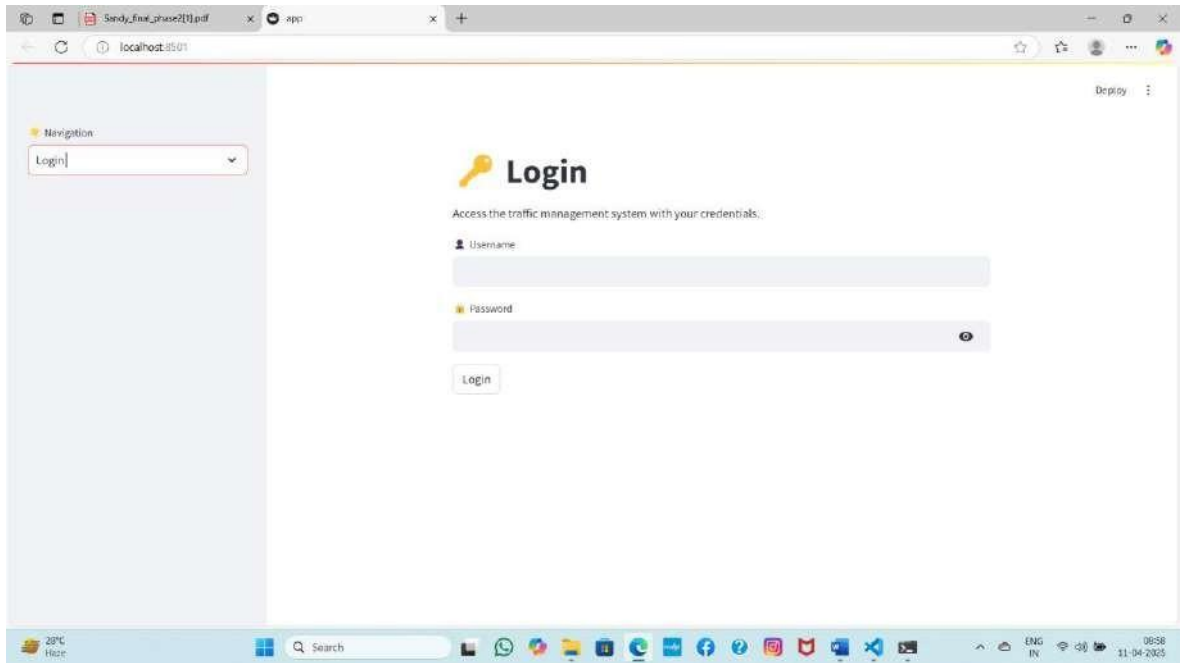 Sandy_final_phase2[1].pdf
app
localhost:8501
Deploy
Navigation
Login
Login
Access the traffic management system with your credentials.
Username
Password
Login
28°C
Haze
Search
ENG
IN
08:58
11-04-2025